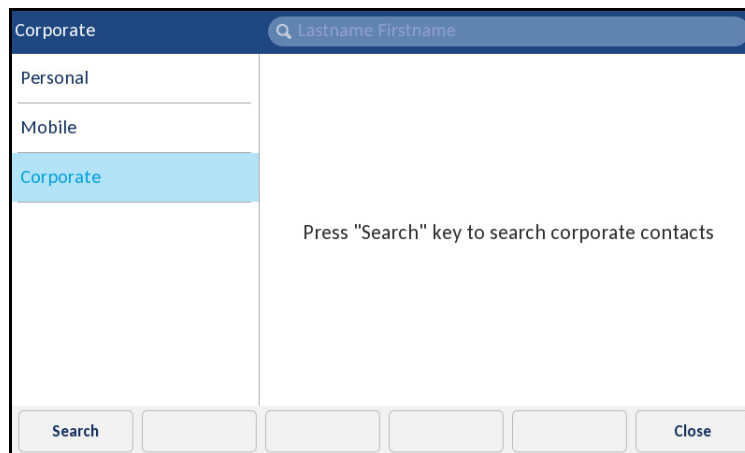 Corporate
Lastname Firstname
Personal
Mobile
Corporate
Press "Search" key to search corporate contacts
Search
Close